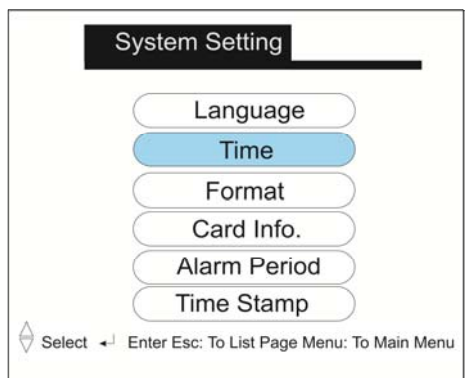 System Setting
Language
Time
Format
Card Info.
Alarm Period
Time Stamp
Select Enter Esc: To List Page Menu: To Main Menu